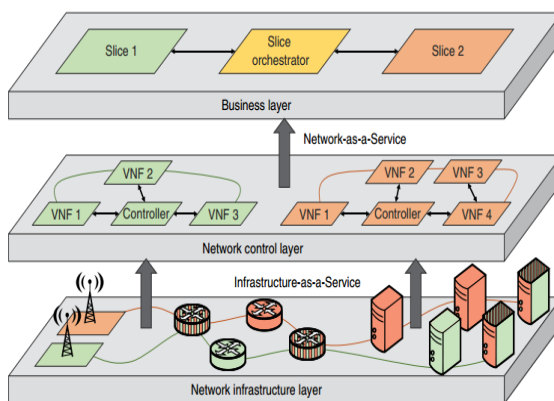 Slice 1
Slice
orchestrator
Slice 2
Business layer
Network-as-a-Service
VNF 2
VNF 1
Controller
VNF 3
VNF 2
VNF 3
VNF 1
Controller
VNF 4
Network control layer
Infrastructure-as-a-Service
Network infrastructure layer